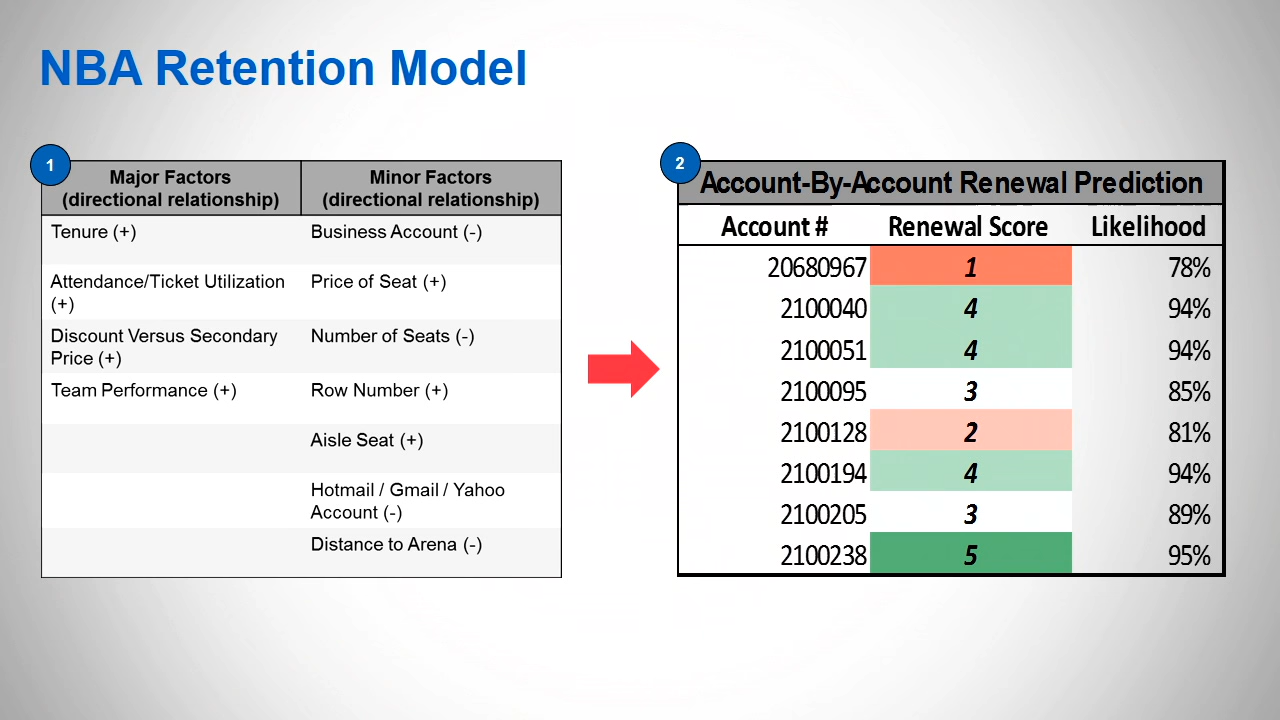 NBA Retention Model
1
Major Factors
(directional relationship)
Minor Factors
(directional relationship)
Tenure (+)
Business Account (-)
Attendance/Ticket Utilization
(+)
Price of Seat (+)
Discount Versus Secondary
Price (+)
Number of Seats (-)
Team Performance (+)
Row Number (+)
Aisle Seat (+)
Hotmail / Gmail / Yahoo
Account (-)
Distance to Arena (-)
2
Account-By-Account Renewal Prediction
Account # Renewal Score Likelihood
20680967 1 78%
2100040 4 94%
2100051 4 94%
2100095 3 85%
2100128 2 81%
2100194 4 94%
2100205 3 89%
2100238 5 95%